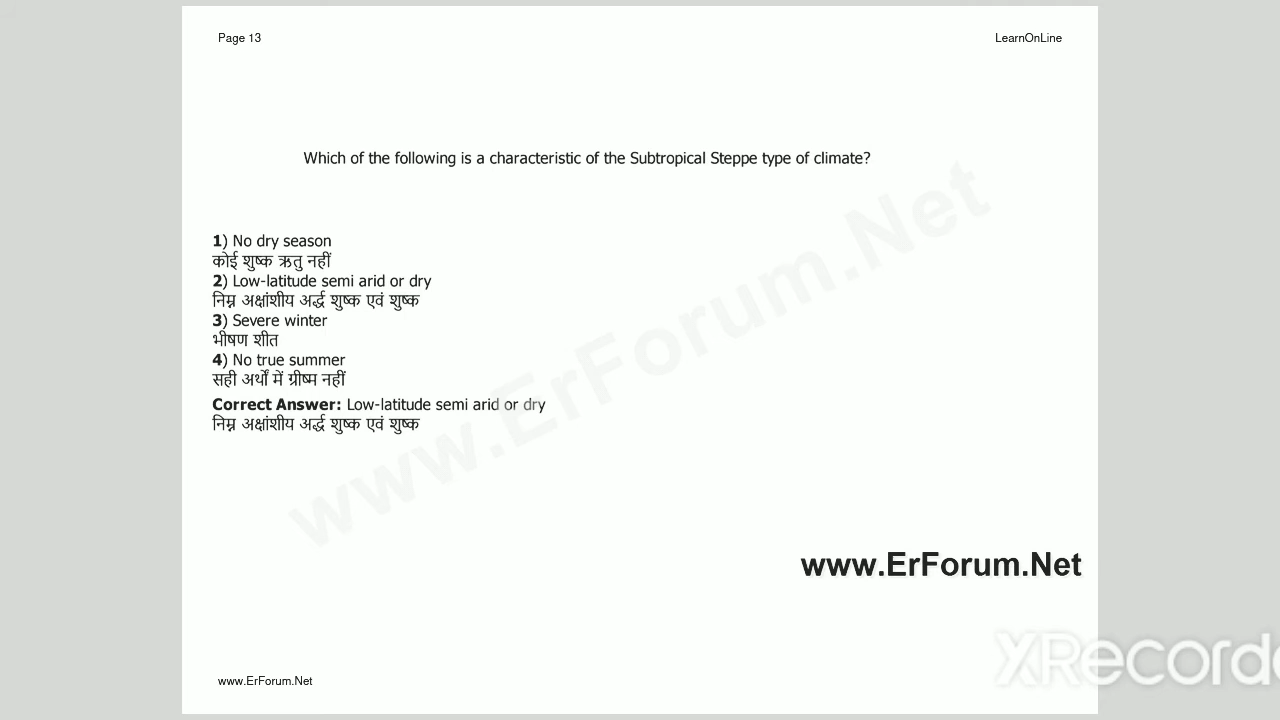 Page 13
LearnOnLine
Which of the following is a characteristic of the Subtropical Steppe type of climate?
1) No dry season
कोई शुष्क ऋतु नहीं
2) Low-latitude semi arid or dry
निम्न अक्षांशीय अर्द्ध शुष्क एवं शुष्क
3) Severe winter
भीषण शीत
4) No true summer
सही अर्थों में ग्रीष्म नहीं
Correct Answer: Low-latitude semi arid or dry
निम्न अक्षांशीय अर्द्ध शुष्क एवं शुष्क
www.ErForum.Net
www.ErForum.Net
XRecorde
www.ErForum.Net